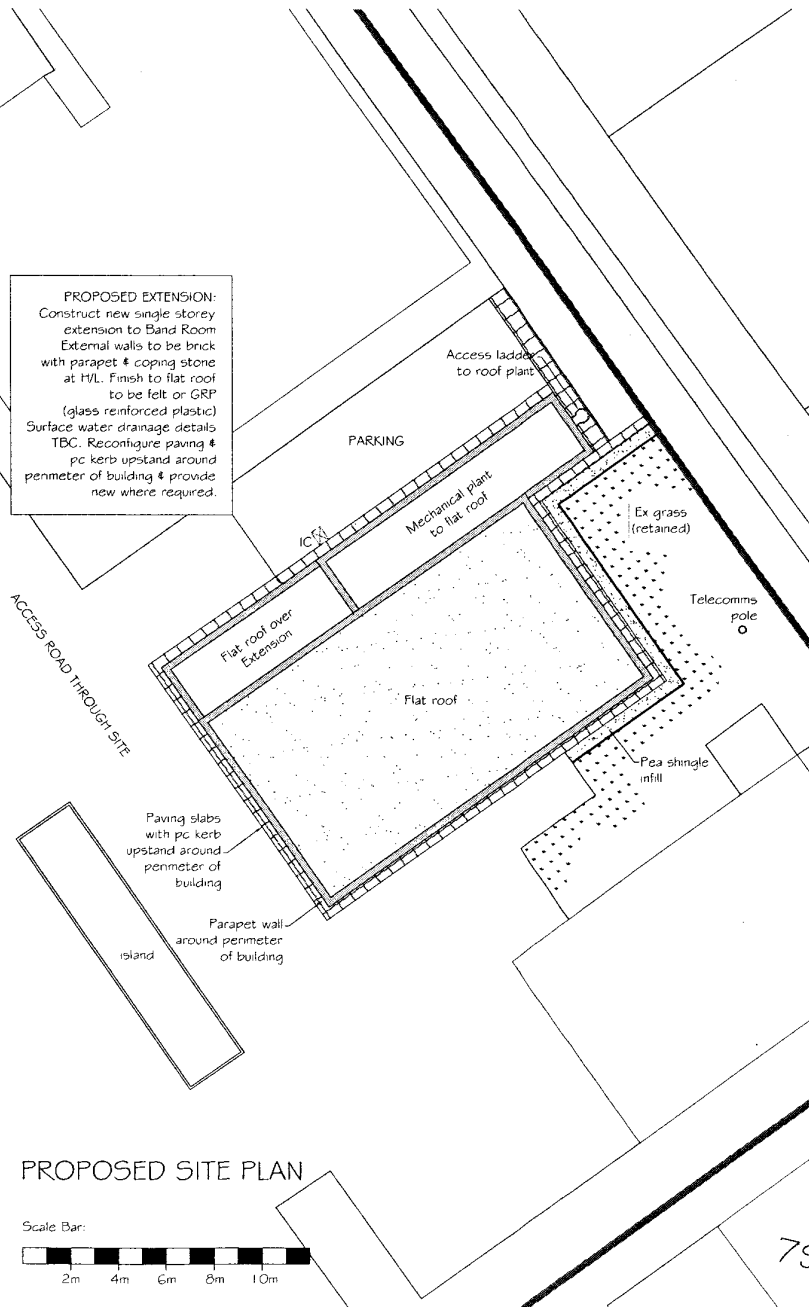 PROPOSED EXTENSION:
Construct new single storey
extension to Band Room
External walls to be brick
with parapet & coping stone
at H/L. Finish to flat roof
to be felt or GRP
(glass reinforced plastic)
Surface water drainage details
TBC. Reconfigure paving &
pc kerb upstand around
perimeter of building & provide
new where required.
Access ladder
to roof plant
PARKING
Mechanical plant
to flat roof
Ex grass
(retained)
IC
Telecomms
pole
ACCESS ROAD THROUGH SITE
Flat roof over
Extension
Flat roof
Pea shingle
infill
Paving slabs
with pc kerb
upstand around
perimeter of
building
Parapet wall
around perimeter
of building
island
PROPOSED SITE PLAN
Scale Bar:
2m 4m 6m 8m 10m